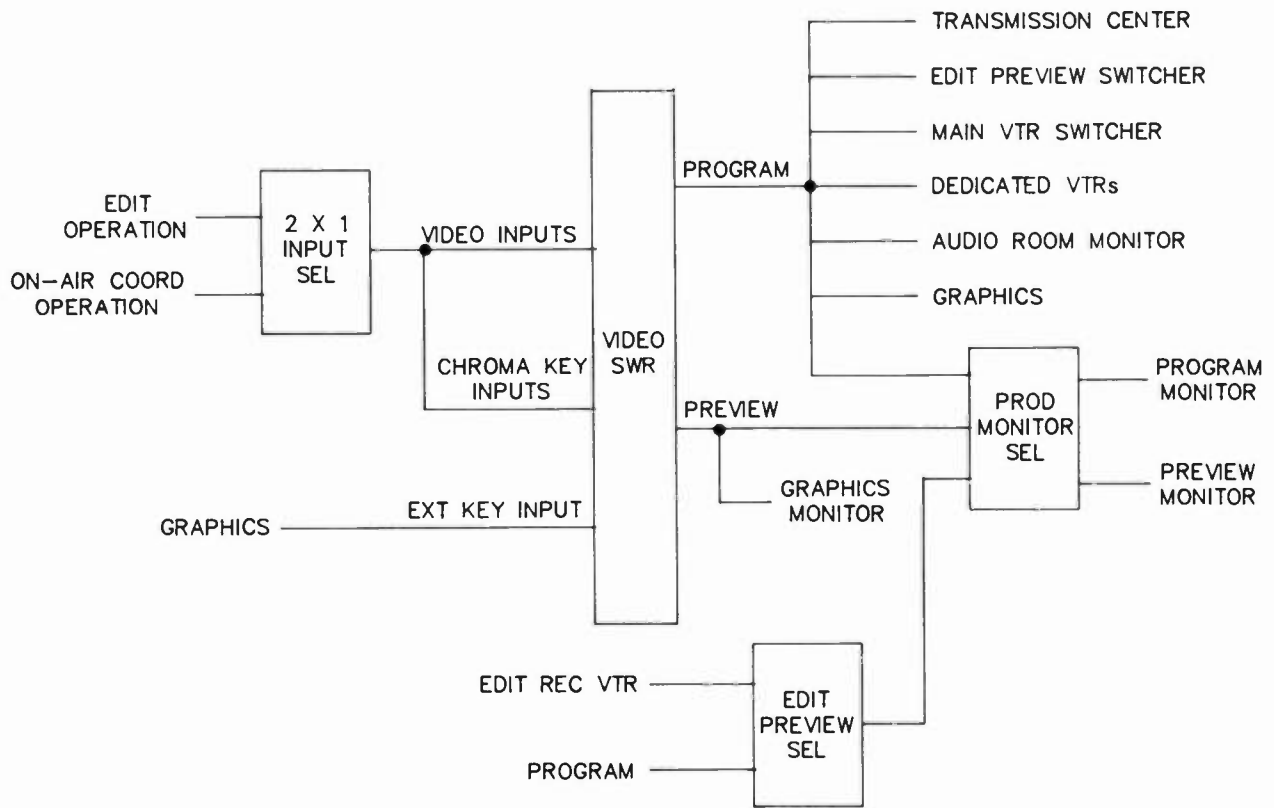 TRANSMISSION CENTER
EDIT PREVIEW SWITCHER
MAIN VTR SWITCHER
PROGRAM
DEDICATED VTRs
AUDIO ROOM MONITOR
GRAPHICS
EDIT
OPERATION
ON-AIR COORD
OPERATION
2 X 1
INPUT
SEL
VIDEO INPUTS
CHROMA KEY
INPUTS
GRAPHICS
EXT KEY INPUT
VIDEO
SWR
PREVIEW
GRAPHICS
MONITOR
PROD
MONITOR
SEL
PROGRAM
MONITOR
PREVIEW
MONITOR
EDIT REC VTR
PROGRAM
EDIT
PREVIEW
SEL